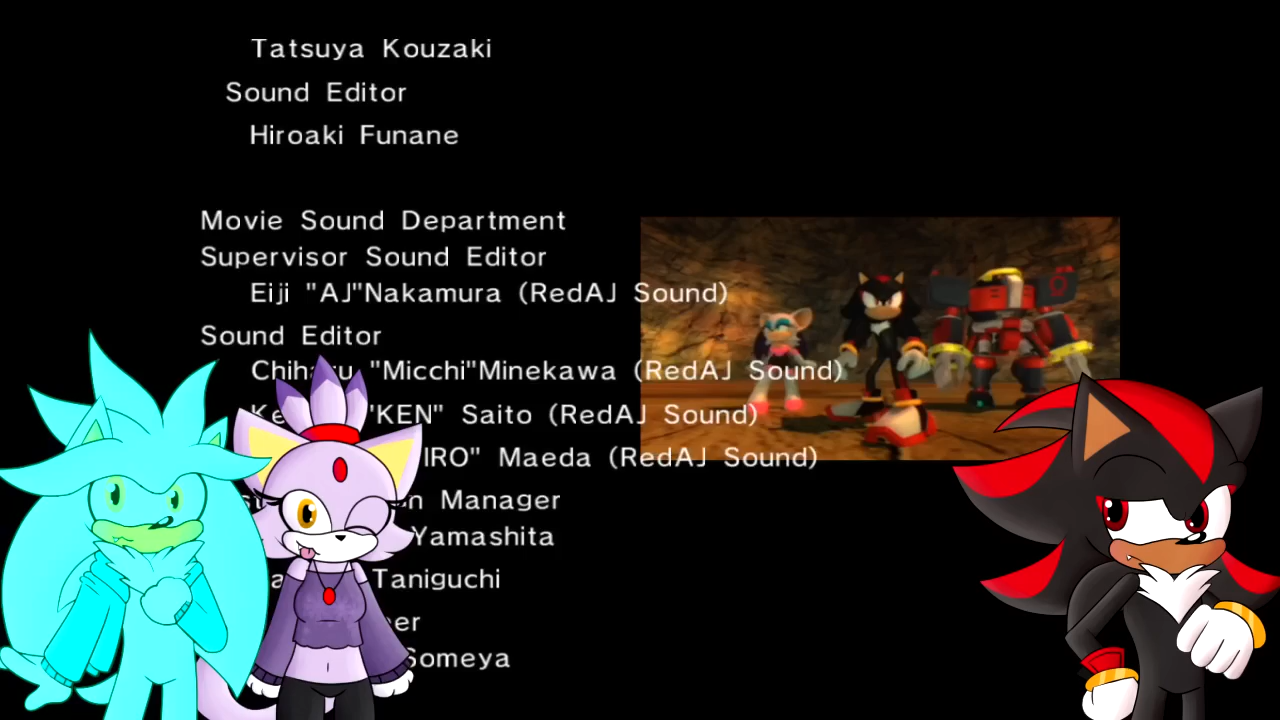 Tatsuya Kouzaki
Sound Editor
Hiroaki Funane
Movie Sound Department
Supervisor Sound Editor
Eiji "AJ"Nakamura (RedAJ Sound)
Sound Editor
"Micchi"Minekawa (RedAJ Sound)
"KEN" Saito (RedAJ Sound)
Maeda (RedAJ Sound)
Manager
Yamashita
Taniguchi
Someya